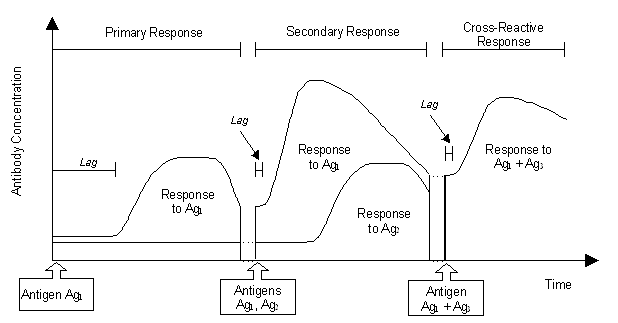 Primary Response
Secondary Response
Cross-Reactive
Response
Antibody Concentration
Lag
Lag
Lag
Response
to Ag1
Response
to Ag1
Response
to Ag2
Response to
Ag1 + Ag3
Antigen Ag1
Antigens
Ag1, Ag2
Antigen
Ag1 + Ag3
Time